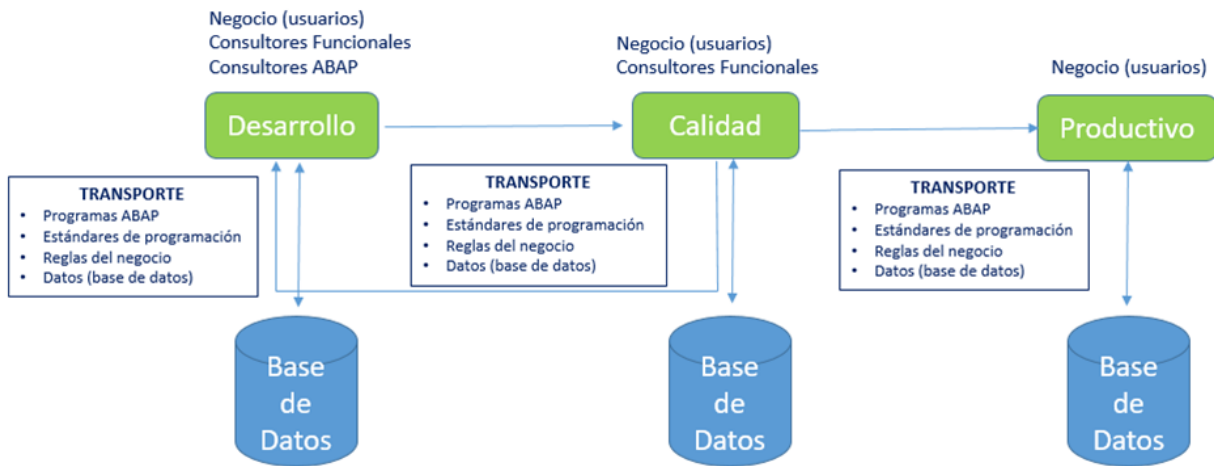 Negocio (usuarios)
Consultores Funcionales
Consultores ABAP
Negocio (usuarios)
Consultores Funcionales
Negocio (usuarios)
Desarrollo
Calidad
Productivo
TRANSPORTE
• Programas ABAP
• Estándares de programación
• Reglas del negocio
• Datos (base de datos)
TRANSPORTE
• Programas ABAP
• Estándares de programación
• Reglas del negocio
• Datos (base de datos)
TRANSPORTE
• Programas ABAP
• Estándares de programación
• Reglas del negocio
• Datos (base de datos)
Base
de
Datos
Base
de
Datos
Base
de
Datos